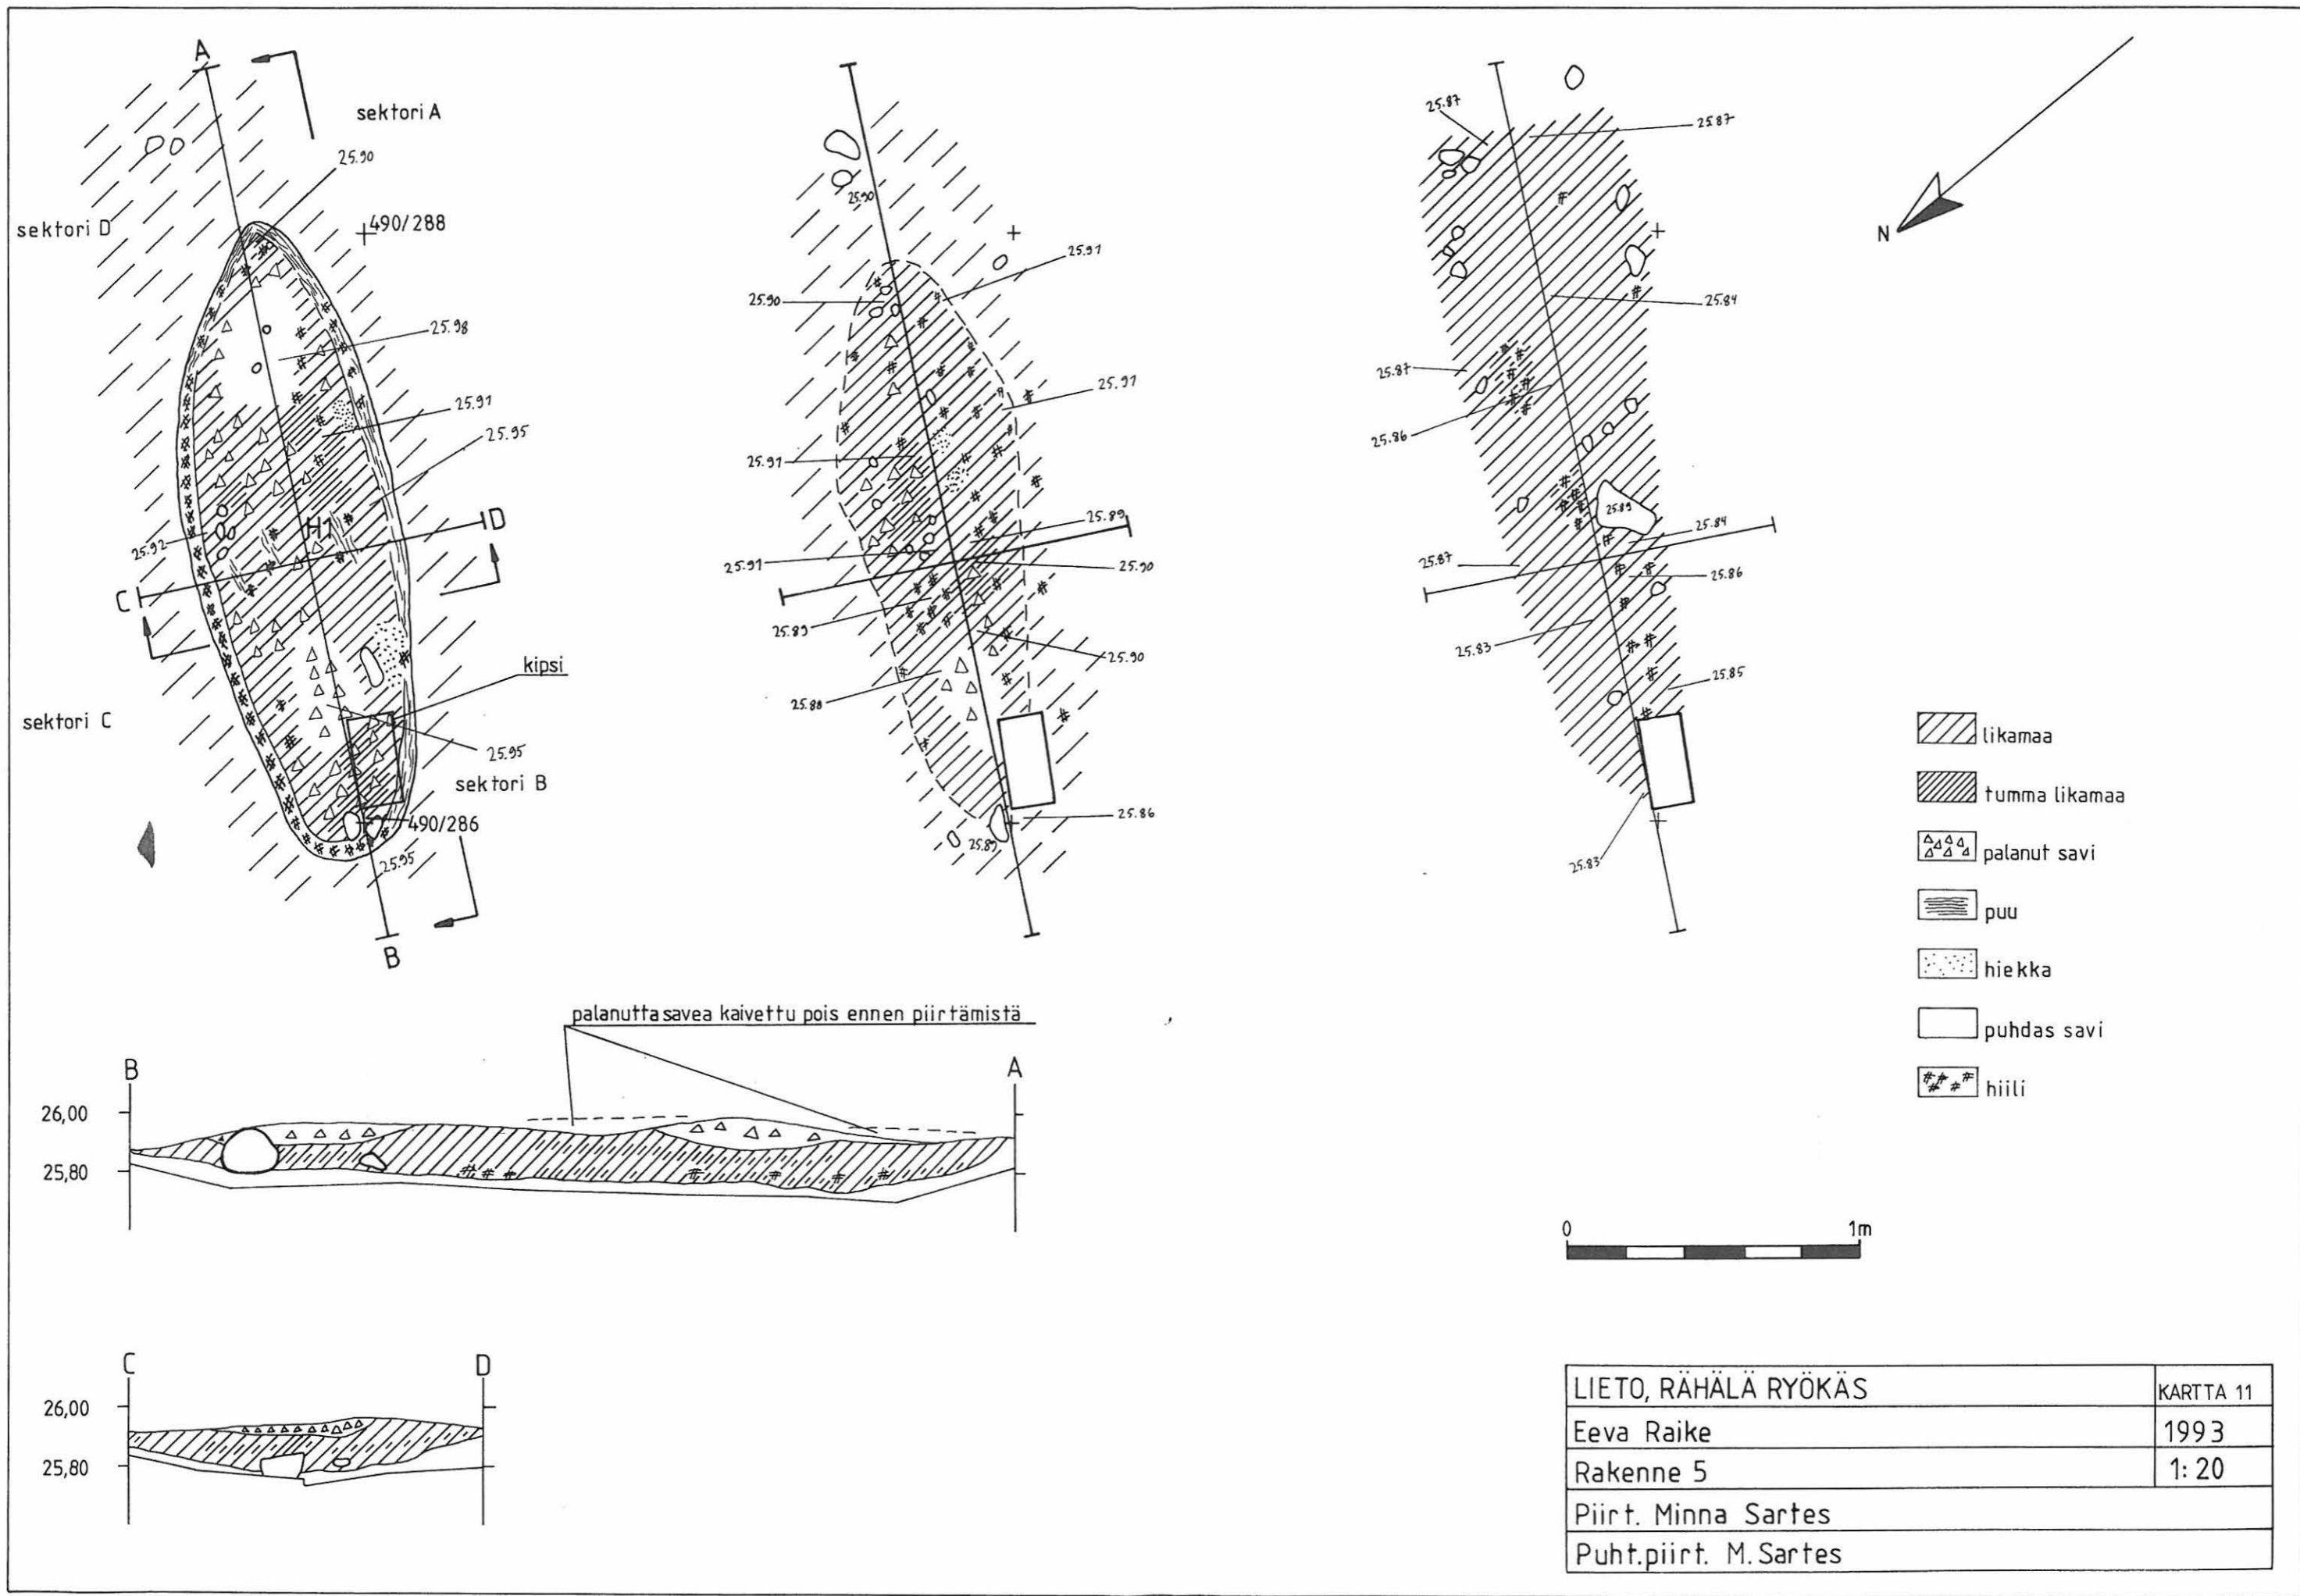 A
sektori A
25.90
sektori D
490/288
25.98
25.91
25.95
H1
D
25.92
C
kipsi
sektori C
25.95
sektori B
490/286
25.95
B
25.90
25.91
25.90
25.91
25.91
25.89
25.91
25.90
25.89
25.90
25.88
25.86
25.89
25.87
25.87
25.84
25.87
25.86
25.89
25.84
25.87
25.86
25.83
25.85
25.83
N
likamaa
tumma likamaa
palanut savi
puu
hiekka
puhdas savi
hiili
palanutta savea kaivettu pois ennen piirtämistä
B
A
26,00
25,80
0
1m
C
D
26,00
25,80
LIETO, RÄHÄLÄ RYÖKÄS KARTTA 11
Eeva Raike 1993
Rakenne 5 1:20
Piirt. Minna Sartes
Puht.piirt. M.Sartes